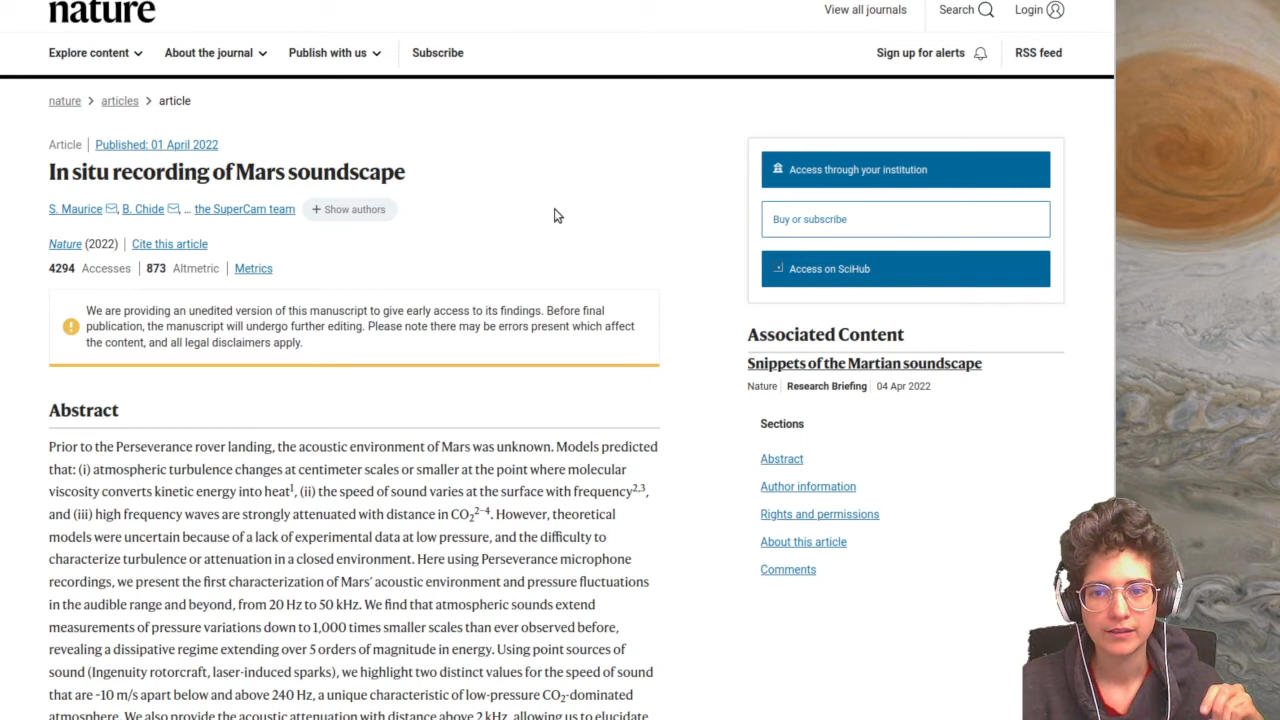 nature
View all journals
Search
Login
Explore content
About the journal
Publish with us
Subscribe
Sign up for alerts
RSS feed
nature > articles > article
Article | Published: 01 April 2022
In situ recording of Mars soundscape
S. Maurice, B. Chide, ... the SuperCam team + Show authors
Nature (2022) | Cite this article
4294 Accesses | 873 Altmetric | Metrics
We are providing an unedited version of this manuscript to give early access to its findings. Before final
publication, the manuscript will undergo further editing. Please note there may be errors present which affect
the content, and all legal disclaimers apply.
Abstract
Prior to the Perseverance rover landing, the acoustic environment of Mars was unknown. Models predicted
that: (i) atmospheric turbulence changes at centimeter scales or smaller at the point where molecular
viscosity converts kinetic energy into heat1, (ii) the speed of sound varies at the surface with frequency2,3,
and (iii) high frequency waves are strongly attenuated with distance in CO2 2–4. However, theoretical
models were uncertain because of a lack of experimental data at low pressure, and the difficulty to
characterize turbulence or attenuation in a closed environment. Here using Perseverance microphone
recordings, we present the first characterization of Mars' acoustic environment and pressure fluctuations
in the audible range and beyond, from 20 Hz to 50 kHz. We find that atmospheric sounds extend
measurements of pressure variations down to 1,000 times smaller scales than ever observed before,
revealing a dissipative regime extending over 5 orders of magnitude in energy. Using point sources of
sound (Ingenuity rotorcraft, laser-induced sparks), we highlight two distinct values for the speed of sound
that are ~10 m/s apart below and above 240 Hz, a unique characteristic of low-pressure CO2-dominated
atmosphere. We also provide the acoustic attenuation with distance above 2 kHz, allowing us to elucidate
Access through your institution
Buy or subscribe
Access on SciHub
Associated Content
Snippets of the Martian soundscape
Nature | Research Briefing | 04 Apr 2022
Sections
Abstract
Author information
Rights and permissions
About this article
Comments